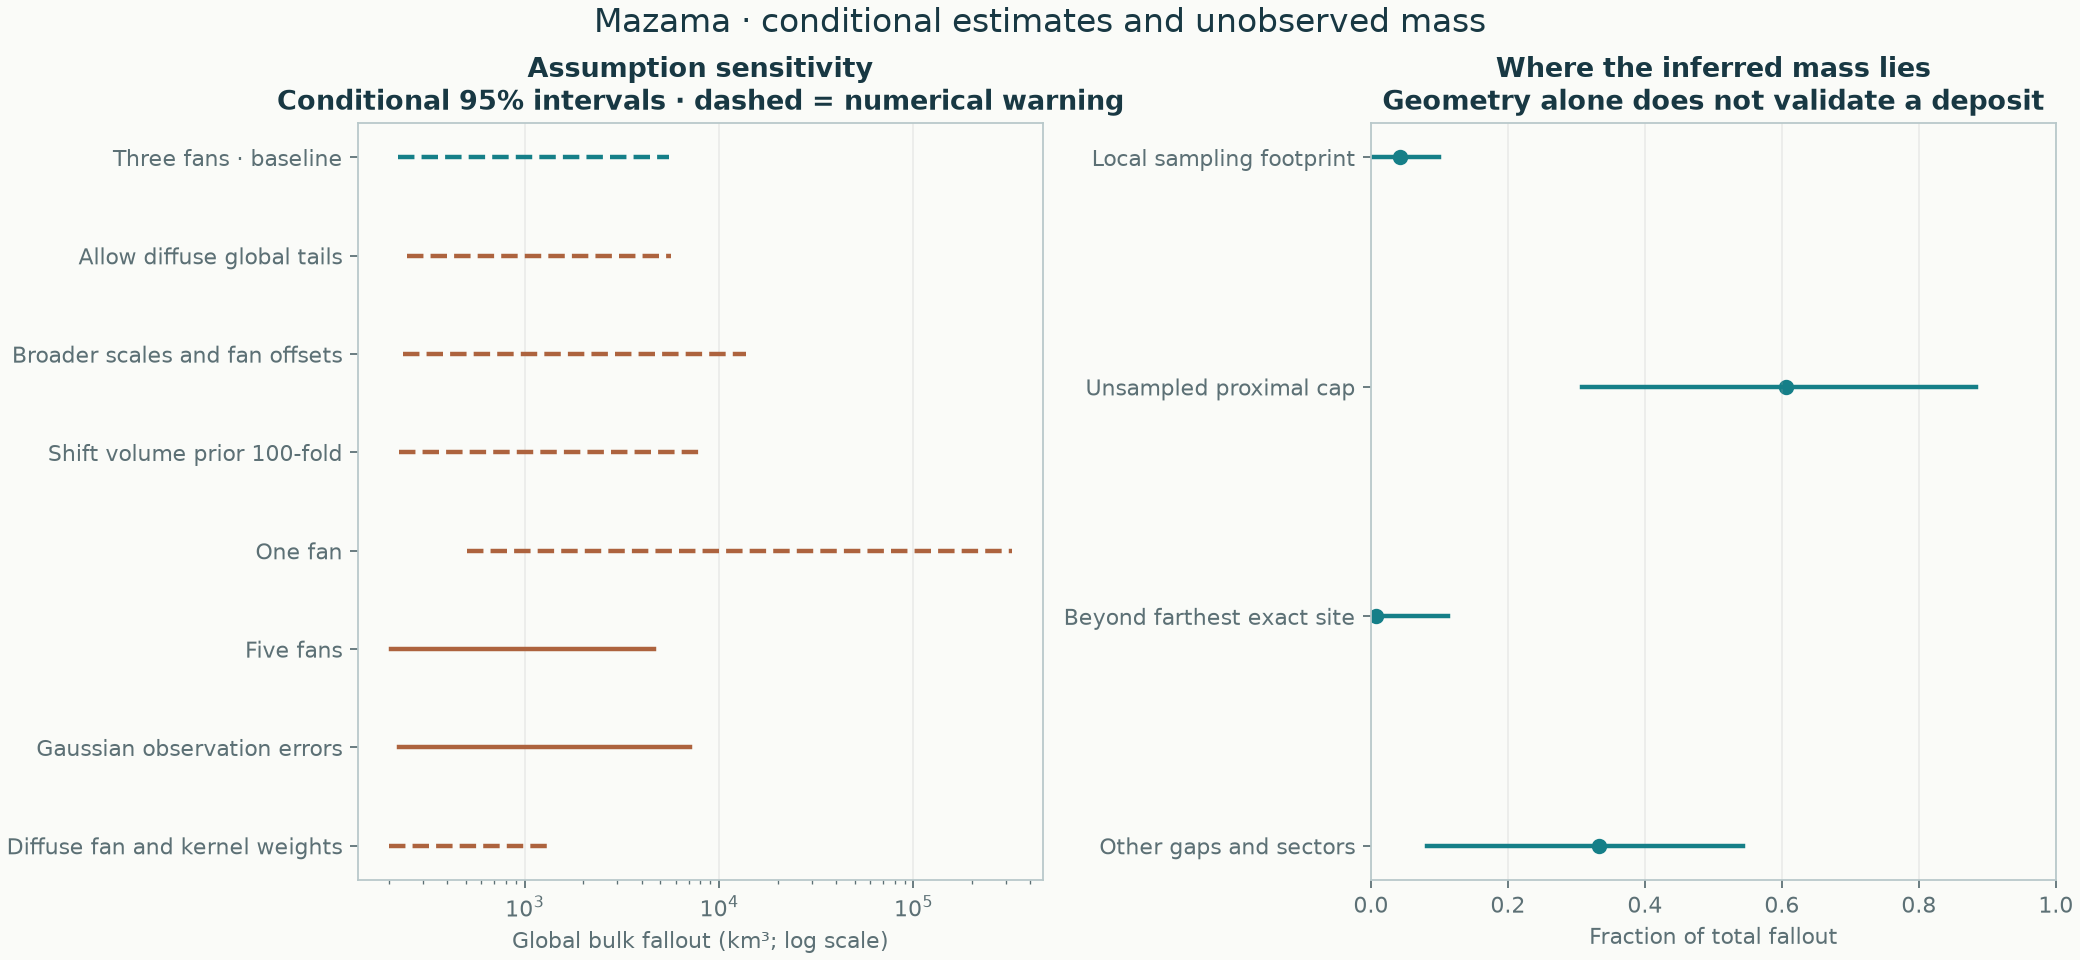 Mazama · conditional estimates and unobserved mass
Assumption sensitivity
Conditional 95% intervals · dashed = numerical warning
Three fans · baseline
Allow diffuse global tails
Broader scales and fan offsets
Shift volume prior 100-fold
One fan
Five fans
Gaussian observation errors
Diffuse fan and kernel weights
10³
10⁴
10⁵
Global bulk fallout (km³; log scale)
Where the inferred mass lies
Geometry alone does not validate a deposit
Local sampling footprint
Unsampled proximal cap
Beyond farthest exact site
Other gaps and sectors
0.0
0.2
0.4
0.6
0.8
1.0
Fraction of total fallout